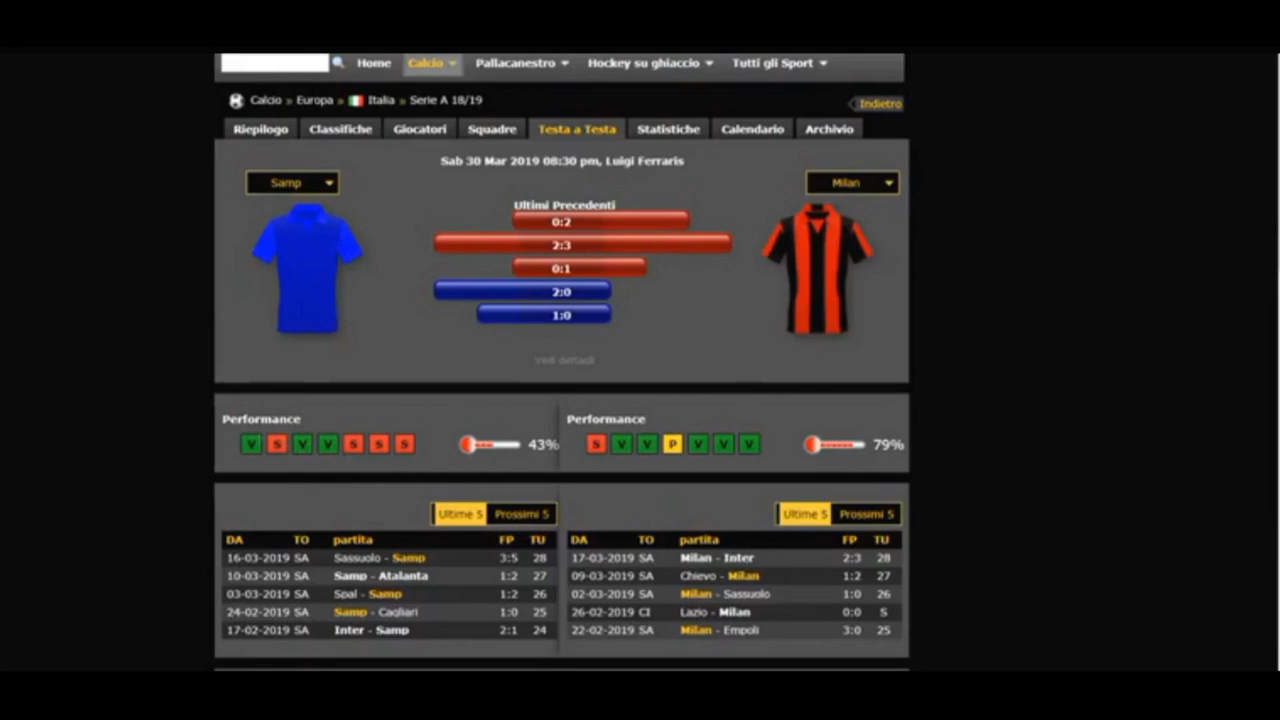 Home Calcio Pallacanestro Hockey su ghiaccio Tutti gli Sport
Calcio » Europa » Italia » Serie A 18/19
Indietro
Riepilogo Classifiche Giocatori Squadre Testa a Testa Statistiche Calendario Archivio
Sab 30 Mar 2019 08:30 pm, Luigi Ferraris
Samp
Milan
Ultimi Precedenti
0:2
2:3
0:1
2:0
1:0
Vedi dettagli
Performance
V S V V S S S 43%
Performance
S V V P V V V 79%
Ultime 5 Prossimi 5
DA TO partita FP TU
16-03-2019 SA Sassuolo - Samp 3:5 28
10-03-2019 SA Samp - Atalanta 1:2 27
03-03-2019 SA Spal - Samp 1:2 26
24-02-2019 SA Samp - Cagliari 1:0 25
17-02-2019 SA Inter - Samp 2:1 24
Ultime 5 Prossimi 5
DA TO partita FP TU
17-03-2019 SA Milan - Inter 2:3 28
09-03-2019 SA Chievo - Milan 1:2 27
02-03-2019 SA Milan - Sassuolo 1:0 26
26-02-2019 CI Lazio - Milan 0:0 S
22-02-2019 SA Milan - Empoli 3:0 25